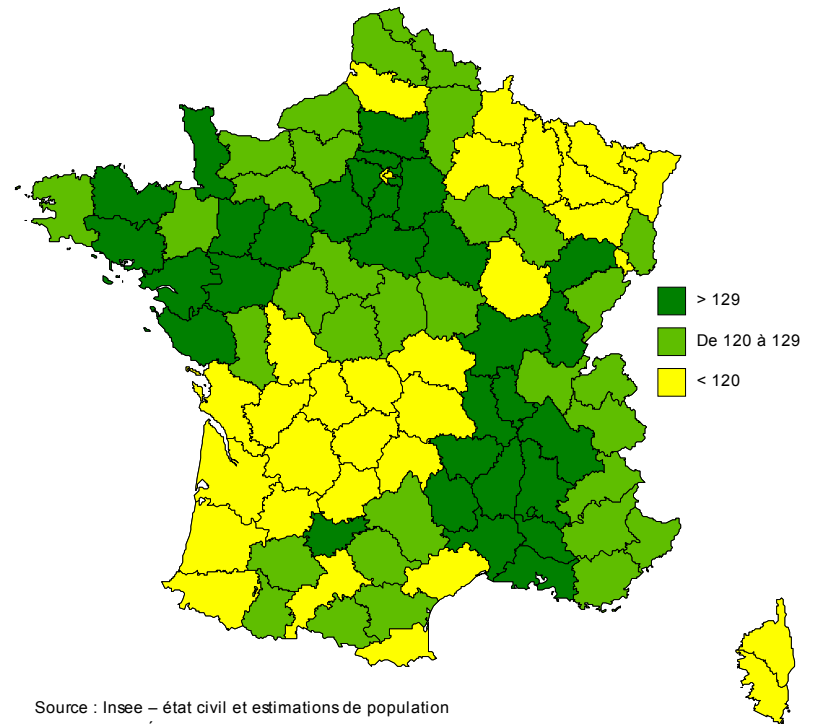 > 129
De 120 à 129
< 120
Source : Insee – état civil et estimations de population